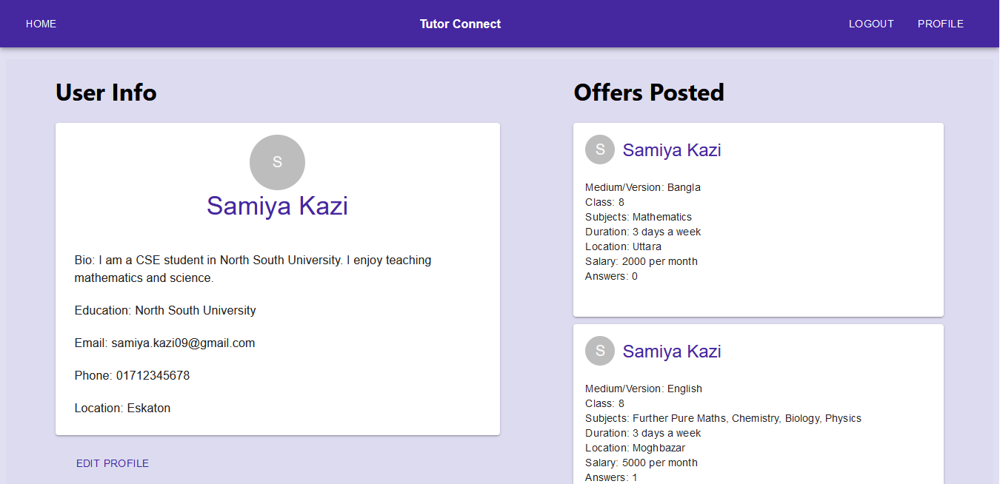 HOME
Tutor Connect
LOGOUT
PROFILE
User Info
S
Samiya Kazi
Bio: I am a CSE student in North South University. I enjoy teaching
mathematics and science.
Education: North South University
Email: samiya.kazi09@gmail.com
Phone: 01712345678
Location: Eskaton
EDIT PROFILE
Offers Posted
S
Samiya Kazi
Medium/Version: Bangla
Class: 8
Subjects: Mathematics
Duration: 3 days a week
Location: Uttara
Salary: 2000 per month
Answers: 0
S
Samiya Kazi
Medium/Version: English
Class: 8
Subjects: Further Pure Maths, Chemistry, Biology, Physics
Duration: 3 days a week
Location: Moghbazar
Salary: 5000 per month
Answers: 1